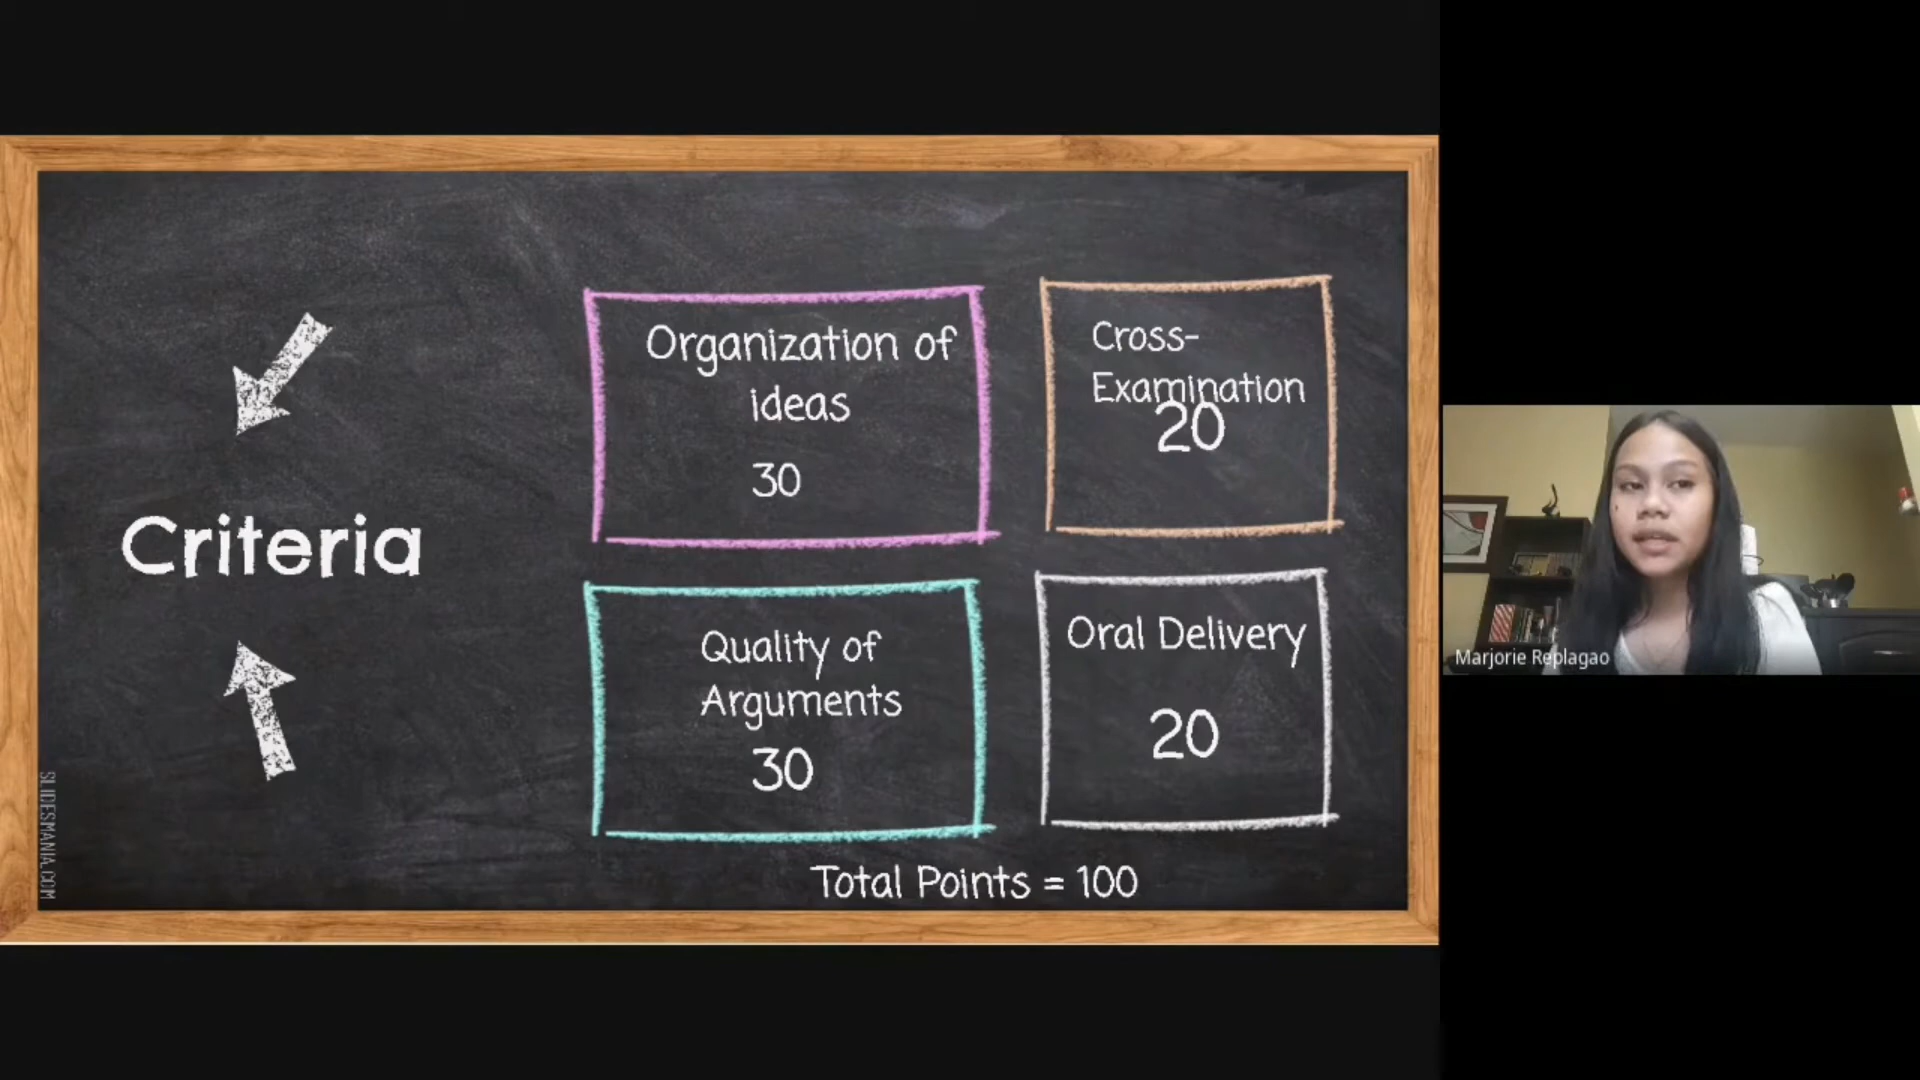 Criteria
Organization of
ideas
30
Cross-
Examination
20
Quality of
Arguments
30
Oral Delivery
20
Total Points = 100
SLIDESMANIA.COM
Marjorie Replagao